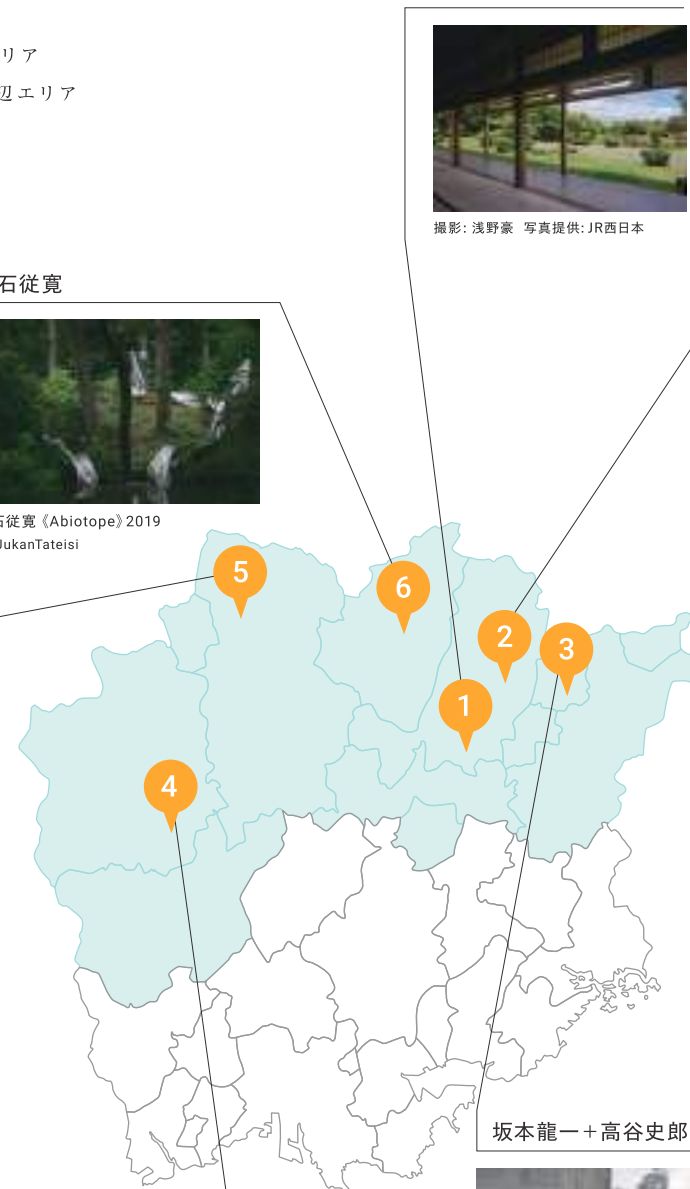 リア
辺エリア
撮影: 浅野豪 写真提供: JR西日本
石従寛
石従寛《Abiotope》2019
JukanTateisi
5
6
2
3
1
4
坂本龍一＋高谷史郎